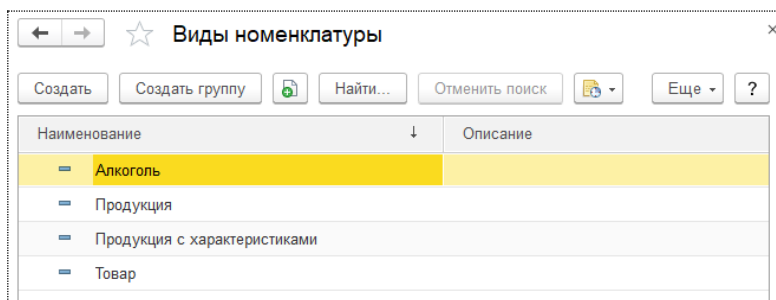 Виды номенклатуры
Создать Создать группу Найти... Отменить поиск Еще ?
Наименование ↓ Описание
Алкоголь
Продукция
Продукция с характеристиками
Товар